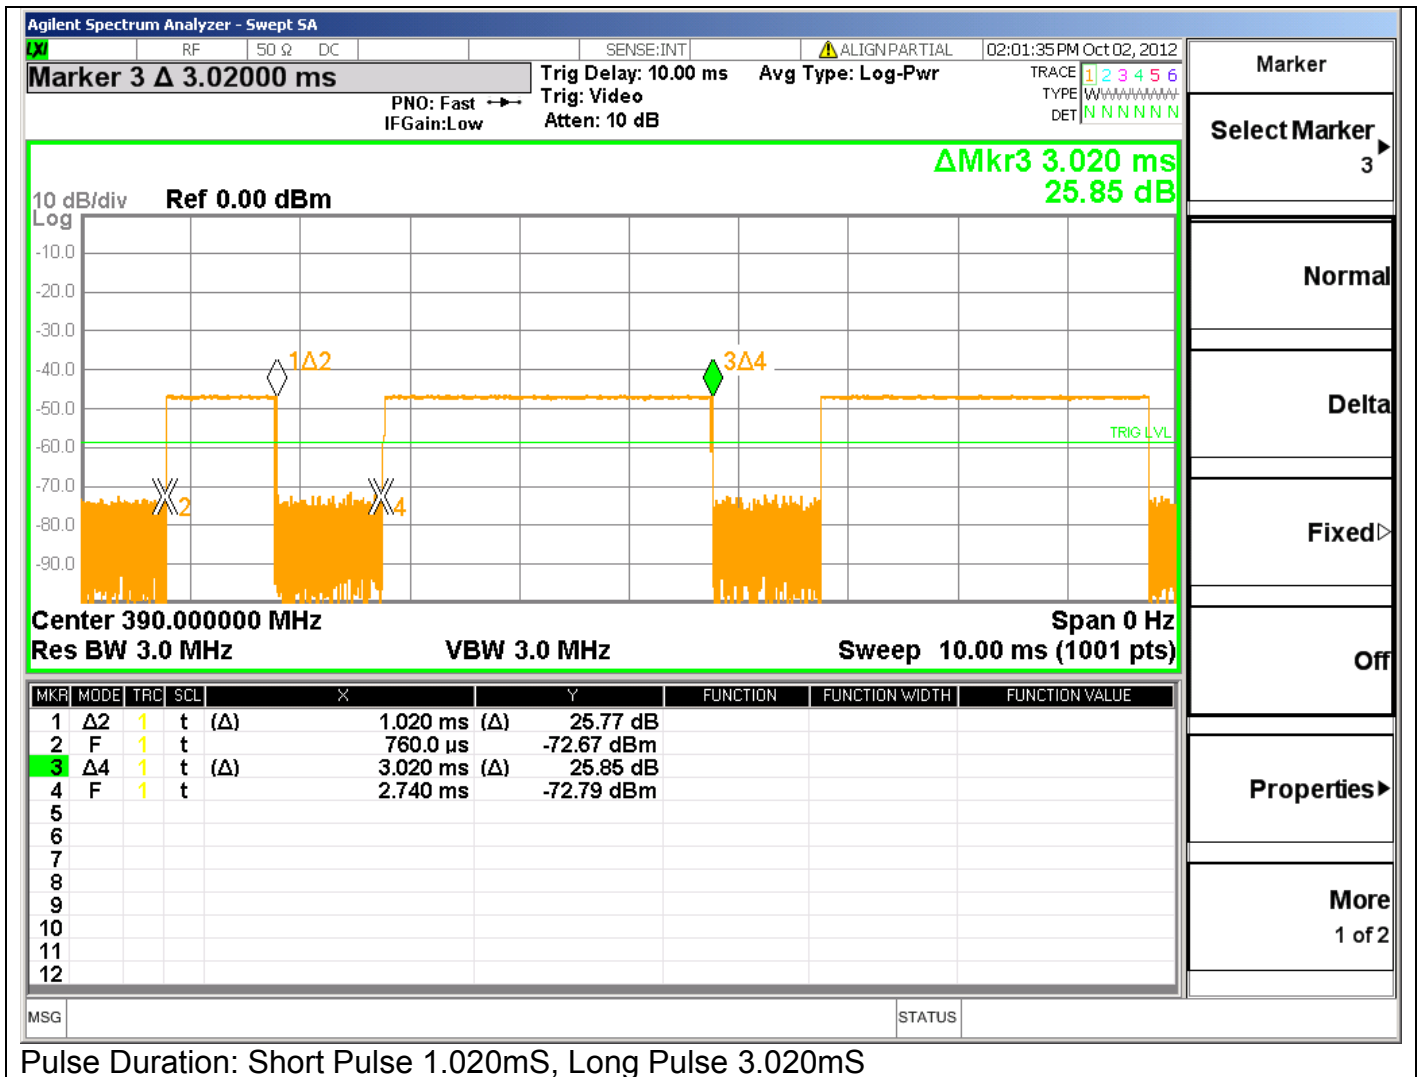 Agilent Spectrum Analyzer - Swept SA
LXI RF 50 Ω DC SENSE:INT ALIGN PARTIAL 02:01:35 PM Oct 02, 2012
Marker 3 Δ 3.02000 ms
PNO: Fast
IFGain:Low
Trig Delay: 10.00 ms
Trig: Video
Atten: 10 dB
Avg Type: Log-Pwr
TRACE 1 2 3 4 5 6
TYPE WWWWWW
DET N N N N N N
ΔMkr3 3.020 ms
25.85 dB
10 dB/div Ref 0.00 dBm
Log
-10.0
-20.0
-30.0
-40.0
-50.0
-60.0
-70.0
-80.0
-90.0
1Δ2
3Δ4
TRIG LVL
2
4
Center 390.000000 MHz Span 0 Hz
Res BW 3.0 MHz VBW 3.0 MHz Sweep 10.00 ms (1001 pts)
MKR MODE TRC SCL X Y FUNCTION FUNCTION WIDTH FUNCTION VALUE
1 Δ2 1 t (Δ) 1.020 ms (Δ) 25.77 dB
2 F 1 t 760.0 µs -72.67 dBm
3 Δ4 1 t (Δ) 3.020 ms (Δ) 25.85 dB
4 F 1 t 2.740 ms -72.79 dBm
5
6
7
8
9
10
11
12
MSG STATUS
Marker
Select Marker
3
Normal
Delta
Fixed
Off
Properties
More
1 of 2
Pulse Duration: Short Pulse 1.020mS, Long Pulse 3.020mS